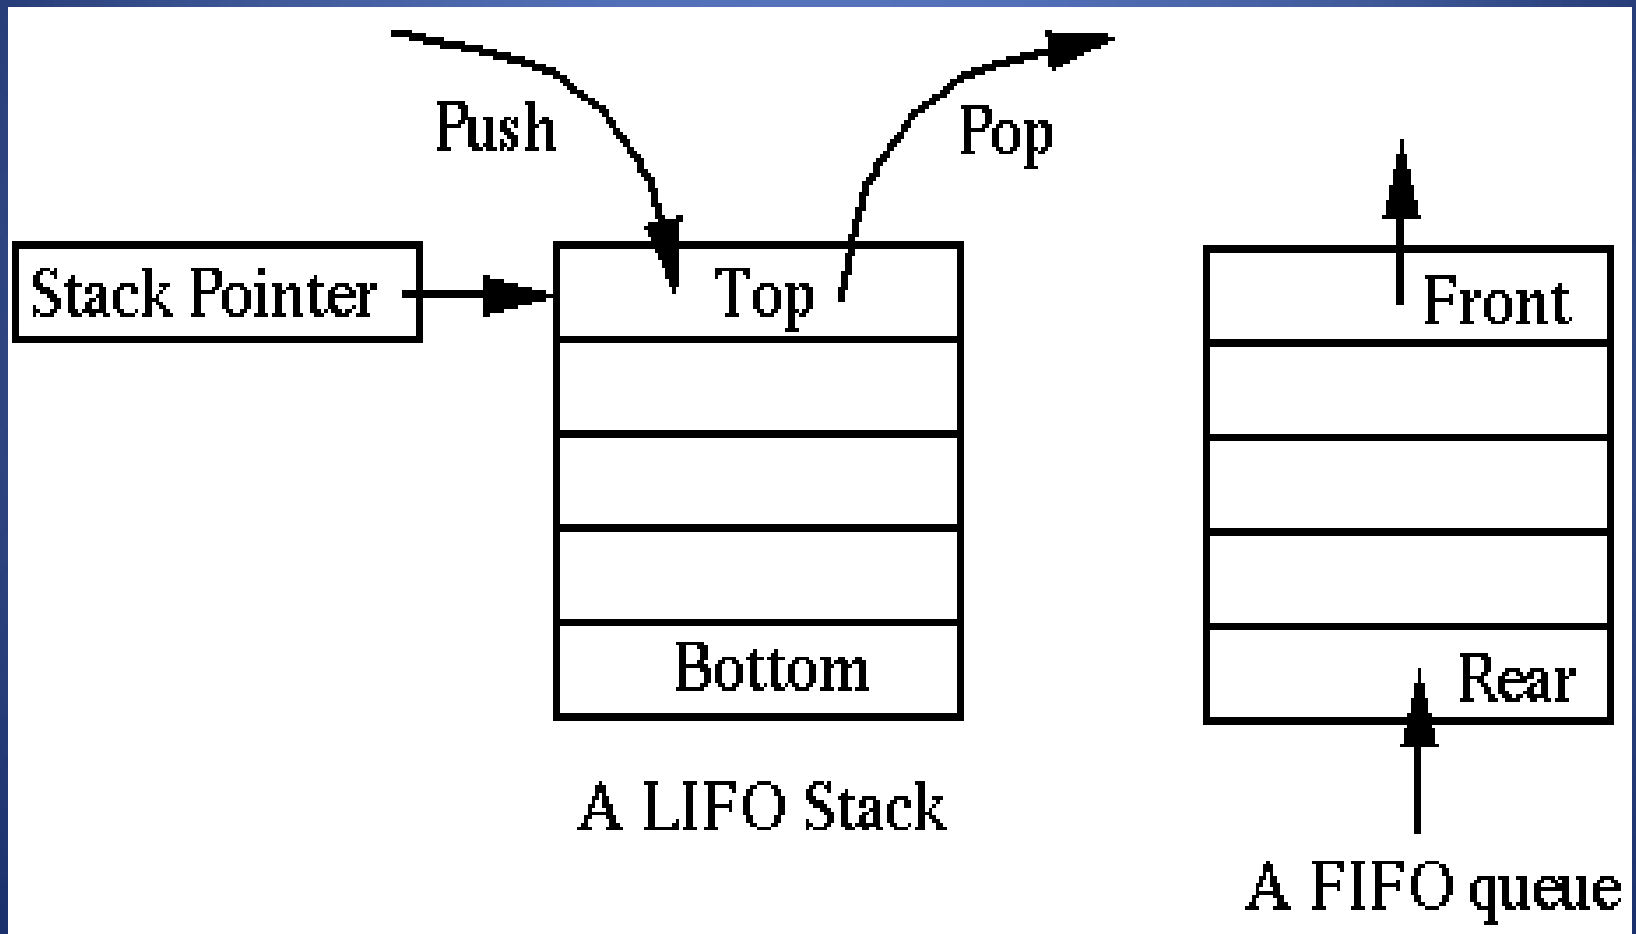 Push
Pop
Stack Pointer
Top
Front
Bottom
Rear
A LIFO Stack
A FIFO queue